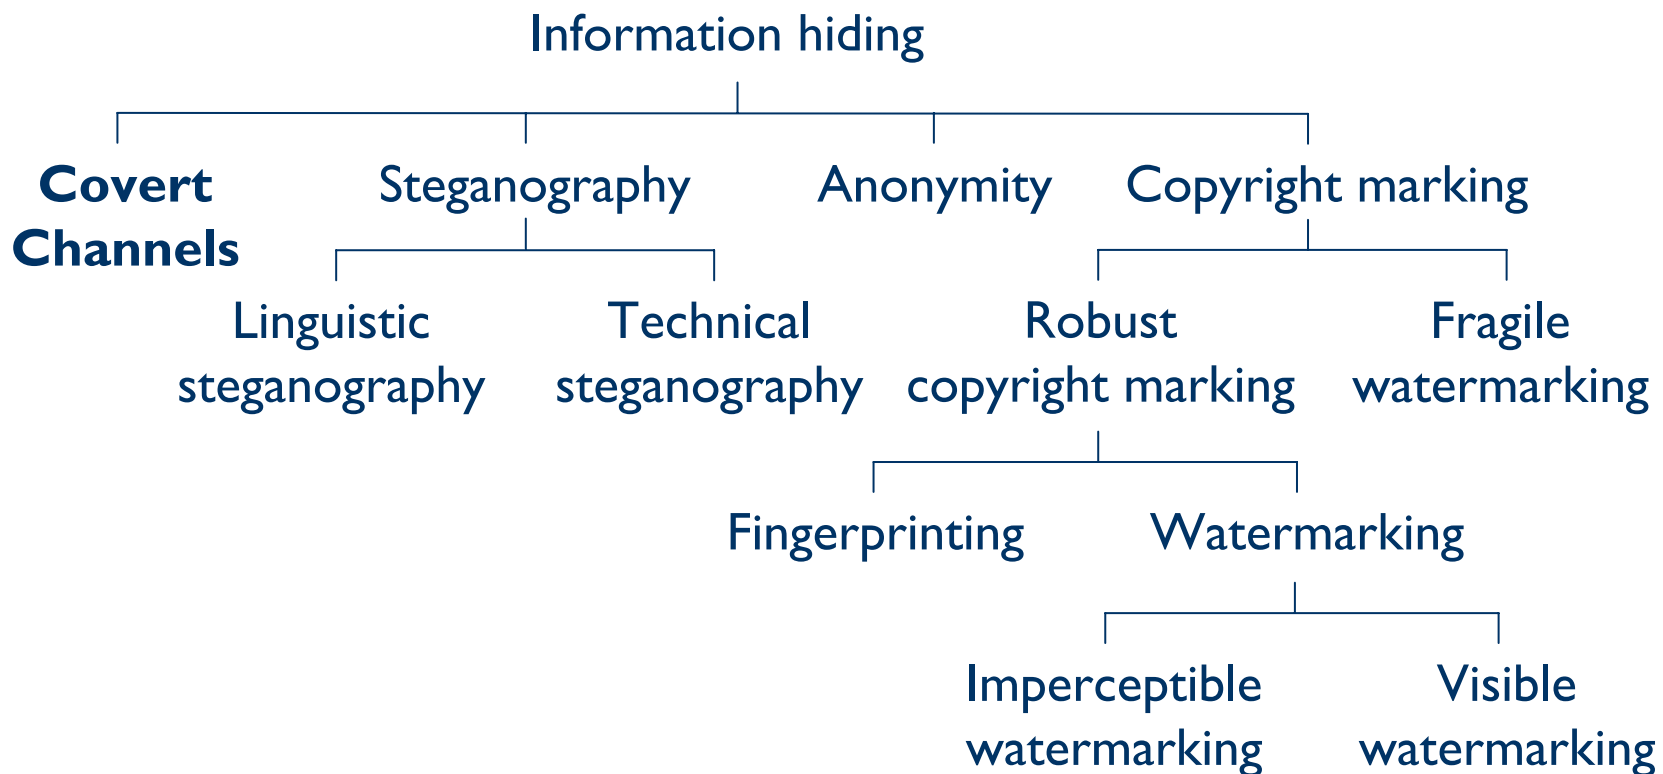 Information hiding
Covert
Channels
Steganography
Anonymity
Copyright marking
Linguistic
steganography
Technical
steganography
Robust
copyright marking
Fragile
watermarking
Fingerprinting
Watermarking
Imperceptible
watermarking
Visible
watermarking